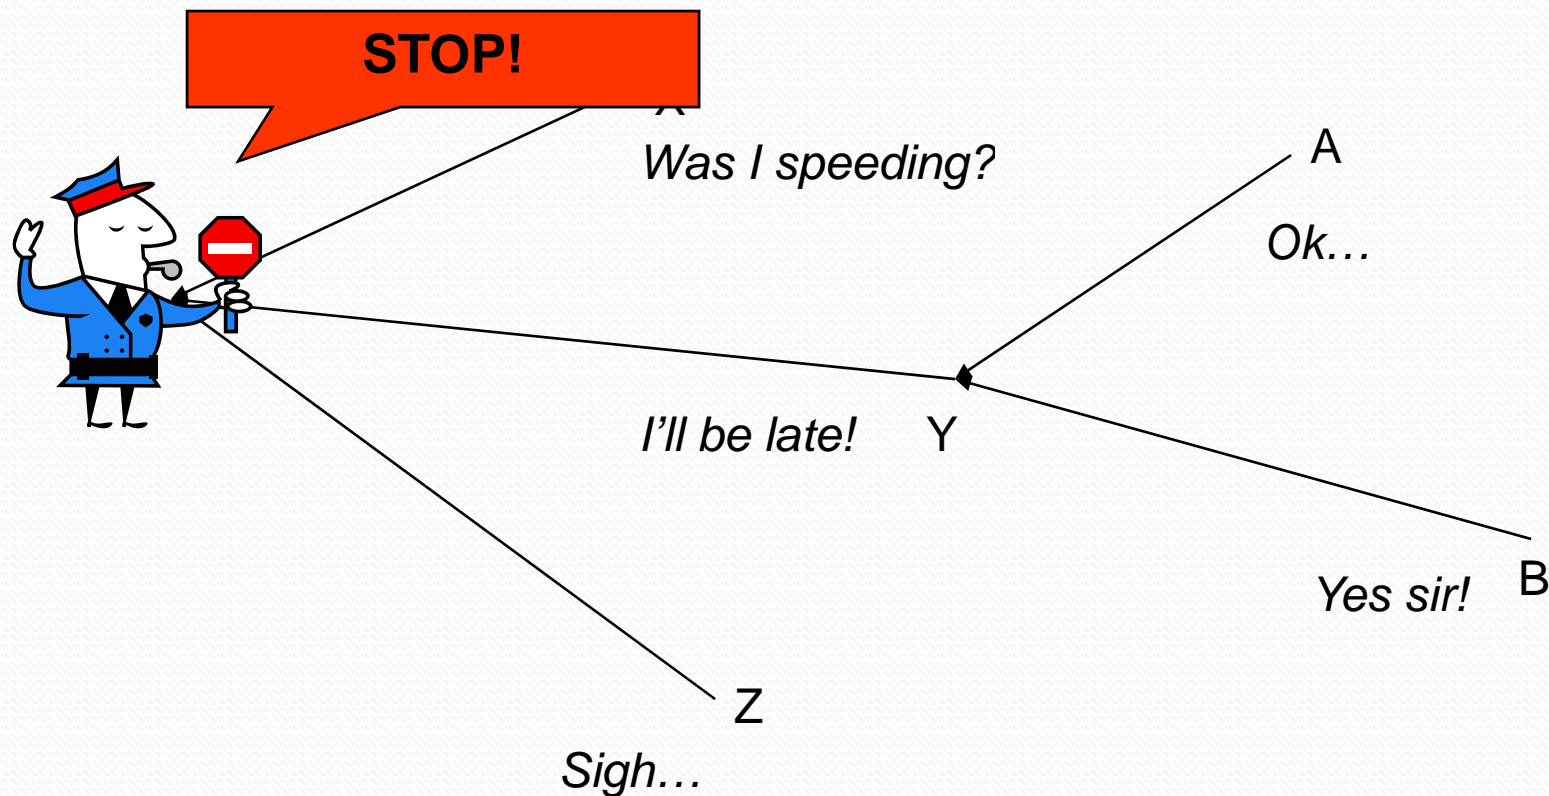 STOP!
Was I speeding?
A
Ok…
I’ll be late! Y
Yes sir! B
Z
Sigh…